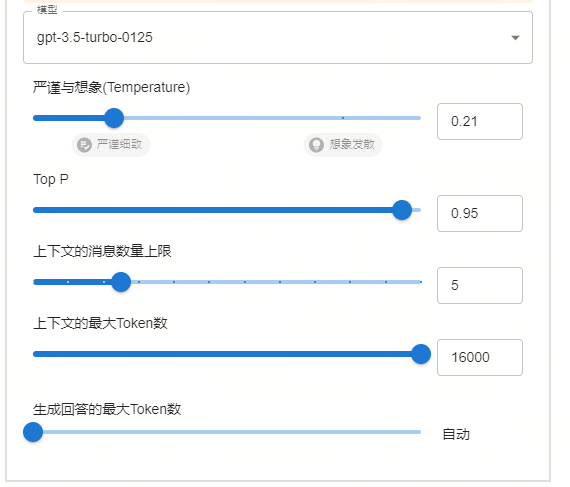 模型
gpt-3.5-turbo-0125
严谨与想象(Temperature)
0.21
严谨细致
想象发散
Top P
0.95
上下文的消息数量上限
5
上下文的最大Token数
16000
生成回答的最大Token数
自动